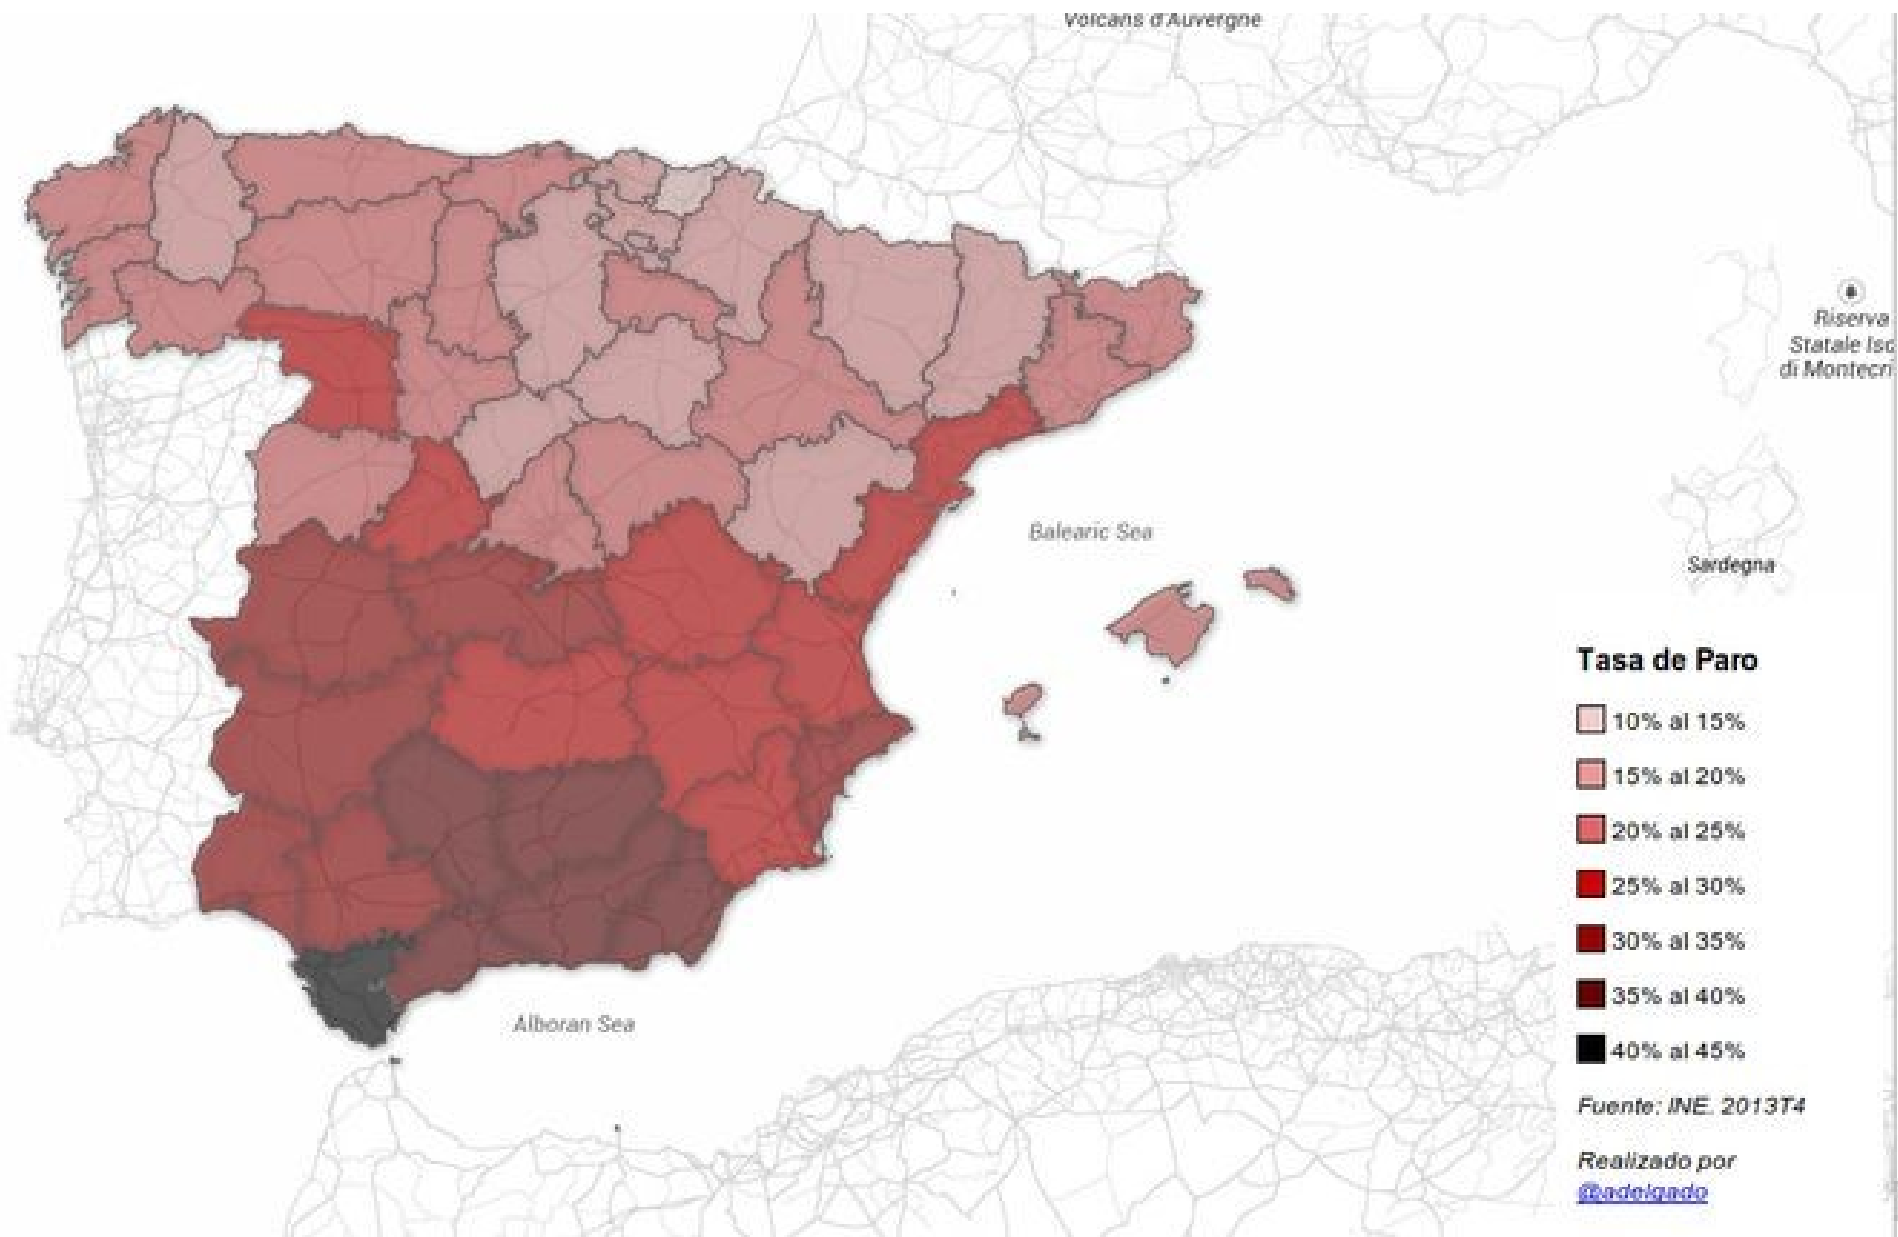 Volcans d'Auvergne
Riserva
Statale Iso
di Montecri
Balearic Sea
Sardegna
Alboran Sea
Tasa de Paro
10% al 15%
15% al 20%
20% al 25%
25% al 30%
30% al 35%
35% al 40%
40% al 45%
Fuente: INE. 2013T4
Realizado por
@adelgado